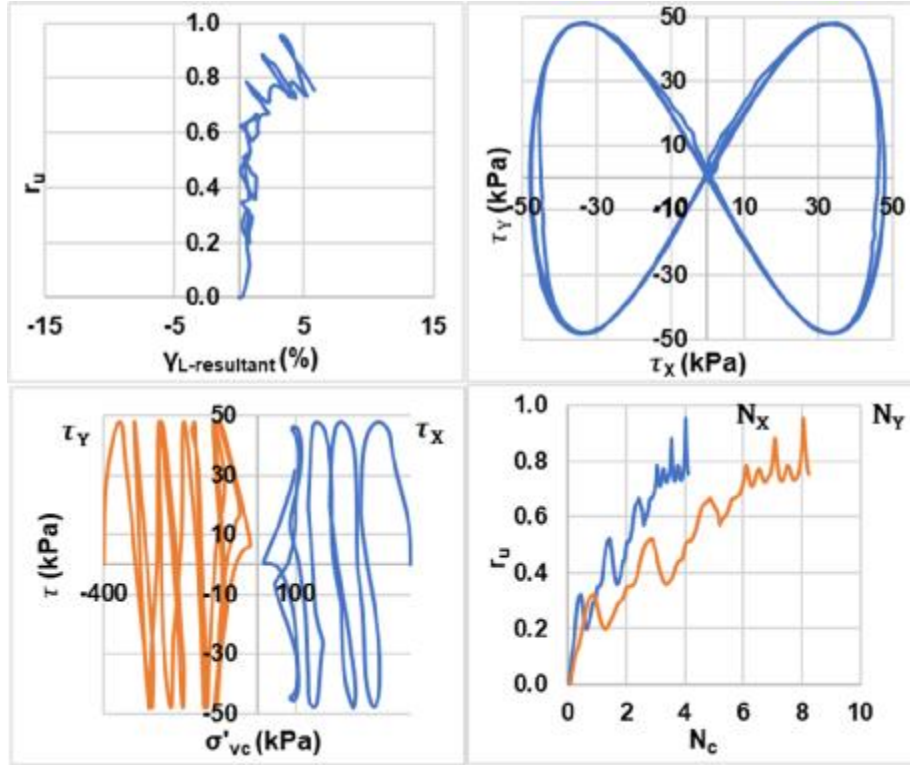 1.0
0.8
0.6
0.4
0.2
0.0
r_u
-15 -5 5 15
γ_L-resultant (%)
50
30
10
-10
-30
-50
τ_Y (kPa)
-50 -30 -10 10 30 50
τ_X (kPa)
τ_Y τ_X
50
30
10
-10
-30
-50
τ (kPa)
-400 100
σ'_vc (kPa)
N_X N_Y
1.0
0.8
0.6
0.4
0.2
0.0
r_u
0 2 4 6 8 10
N_c